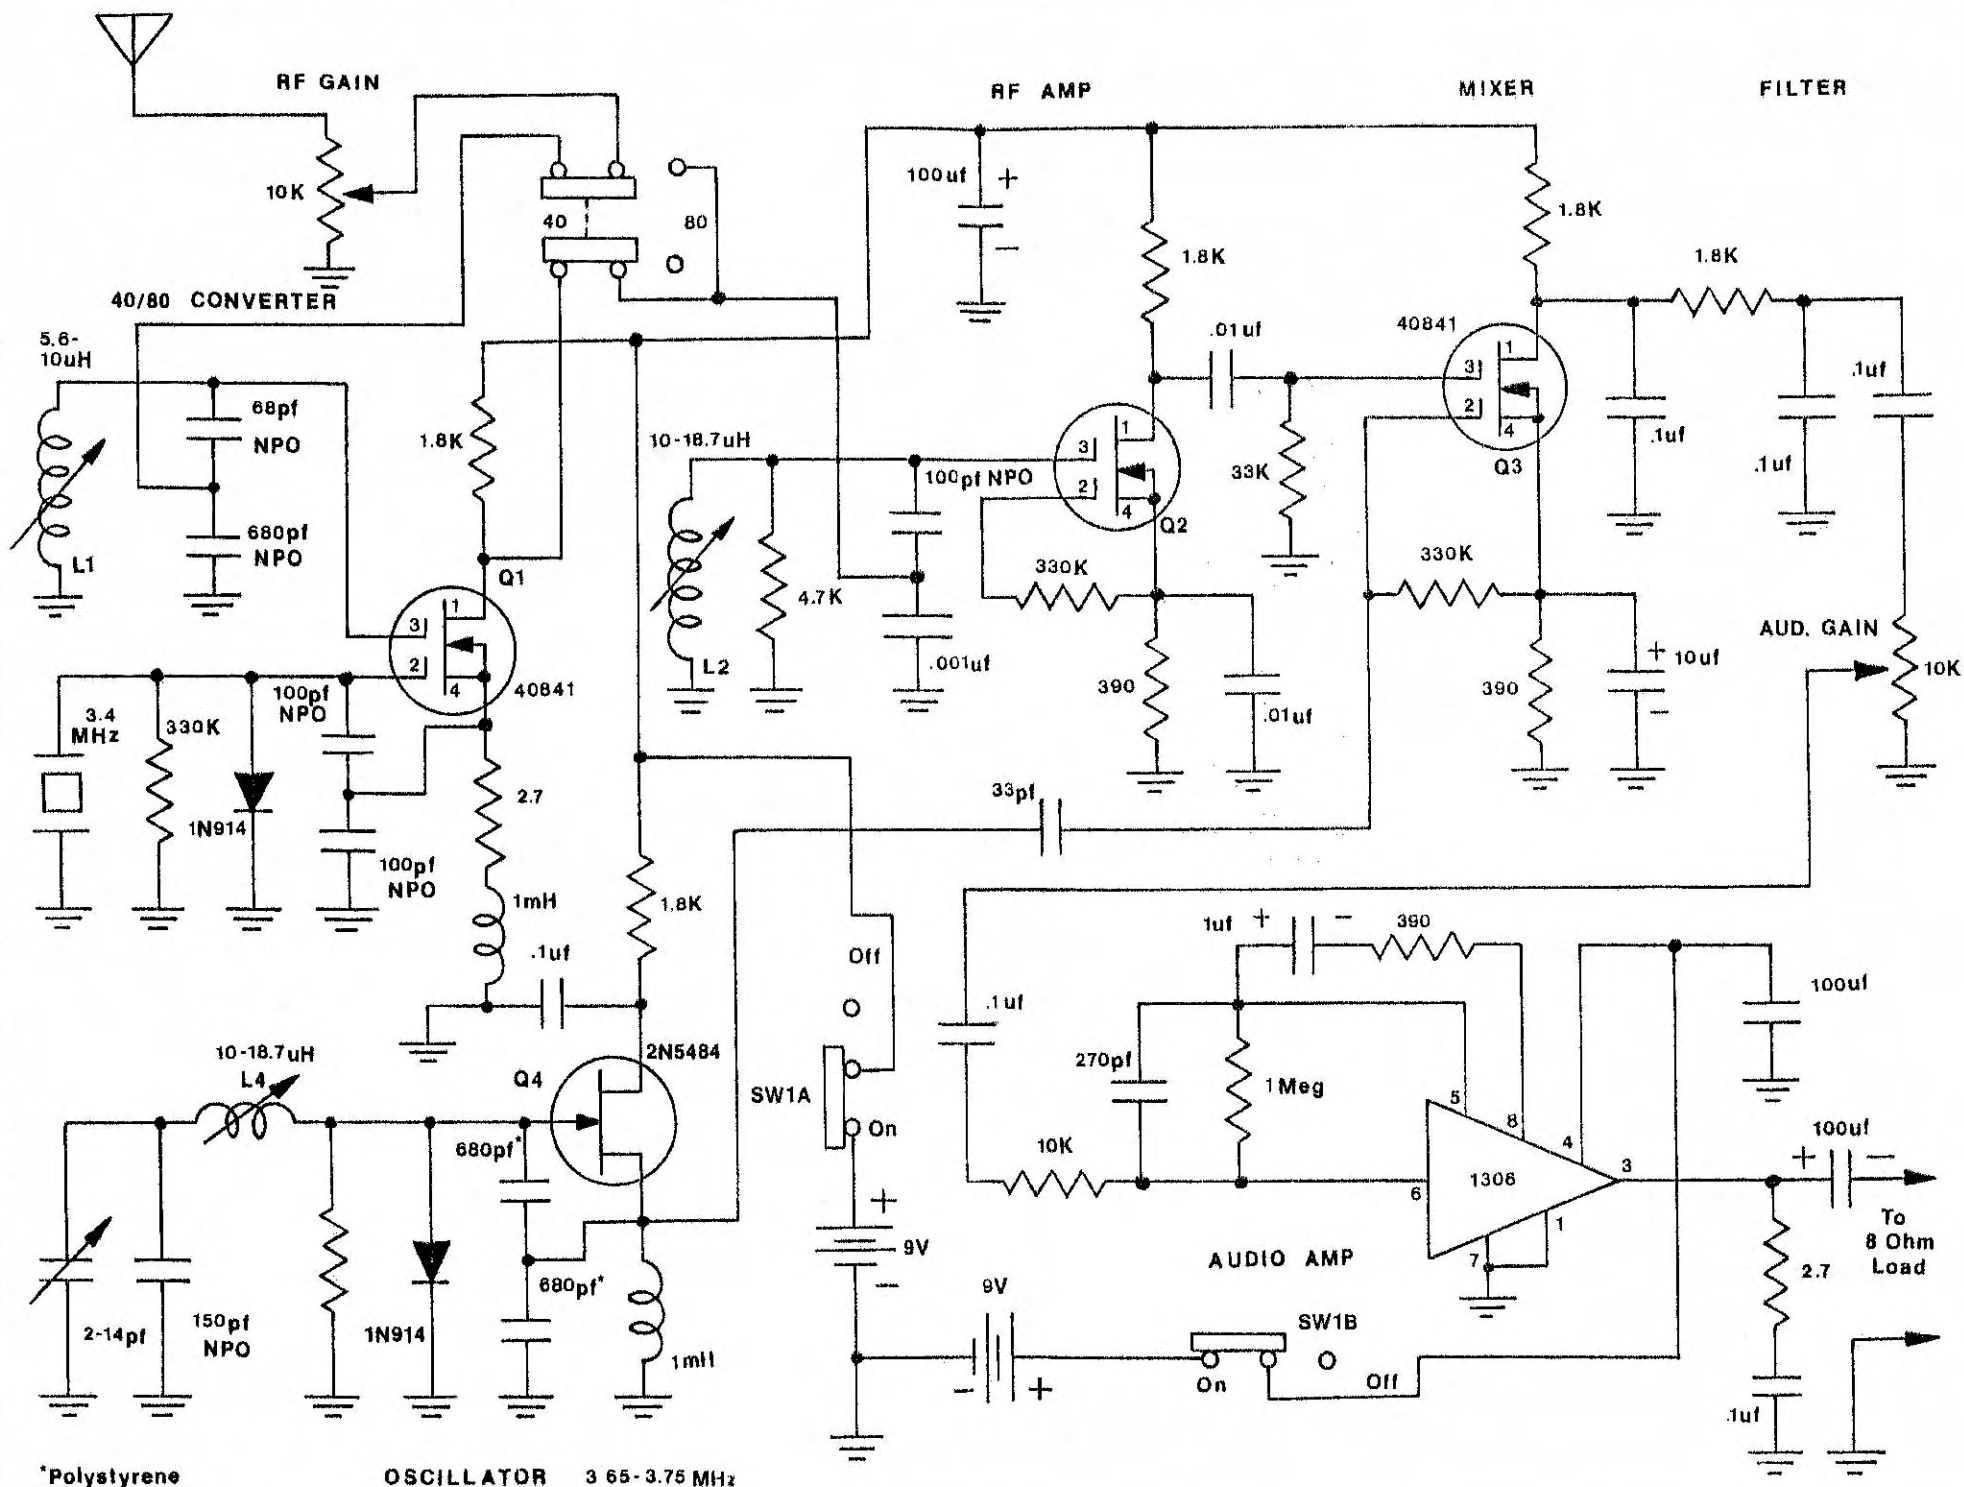 RF GAIN
RF AMP
MIXER
FILTER
10K
40
80
100uf
+
−
1.8K
1.8K
1.8K
40/80 CONVERTER
5.6-
10uH
68pf
NPO
680pf
NPO
L1
1.8K
Q1
1
3
2
4
40841
10-18.7uH
L2
4.7K
100pf NPO
.001uf
1
3
2
4
Q2
330K
390
.01uf
.01uf
33K
40841
1
3
2
4
Q3
330K
390
+
10uf
−
.1uf
.1uf
.1uf
AUD. GAIN
10K
3.4
MHz
330K
1N914
100pf
NPO
100pf
NPO
2.7
1mH
.1uf
1.8K
33pf
Off
SW1A
On
+
9V
−
10-18.7uH
L4
Q4
2N5484
680pf*
680pf*
2-14pf
150pf
NPO
1N914
1mH
.1uf
1uf
+
−
390
270pf
1Meg
10K
5
8
4
6
1306
3
7
1
100uf
100uf
+
−
To
8 Ohm
Load
2.7
.1uf
AUDIO AMP
9V
−
+
SW1B
On
Off
*Polystyrene
OSCILLATOR 3 65-3.75 MHz